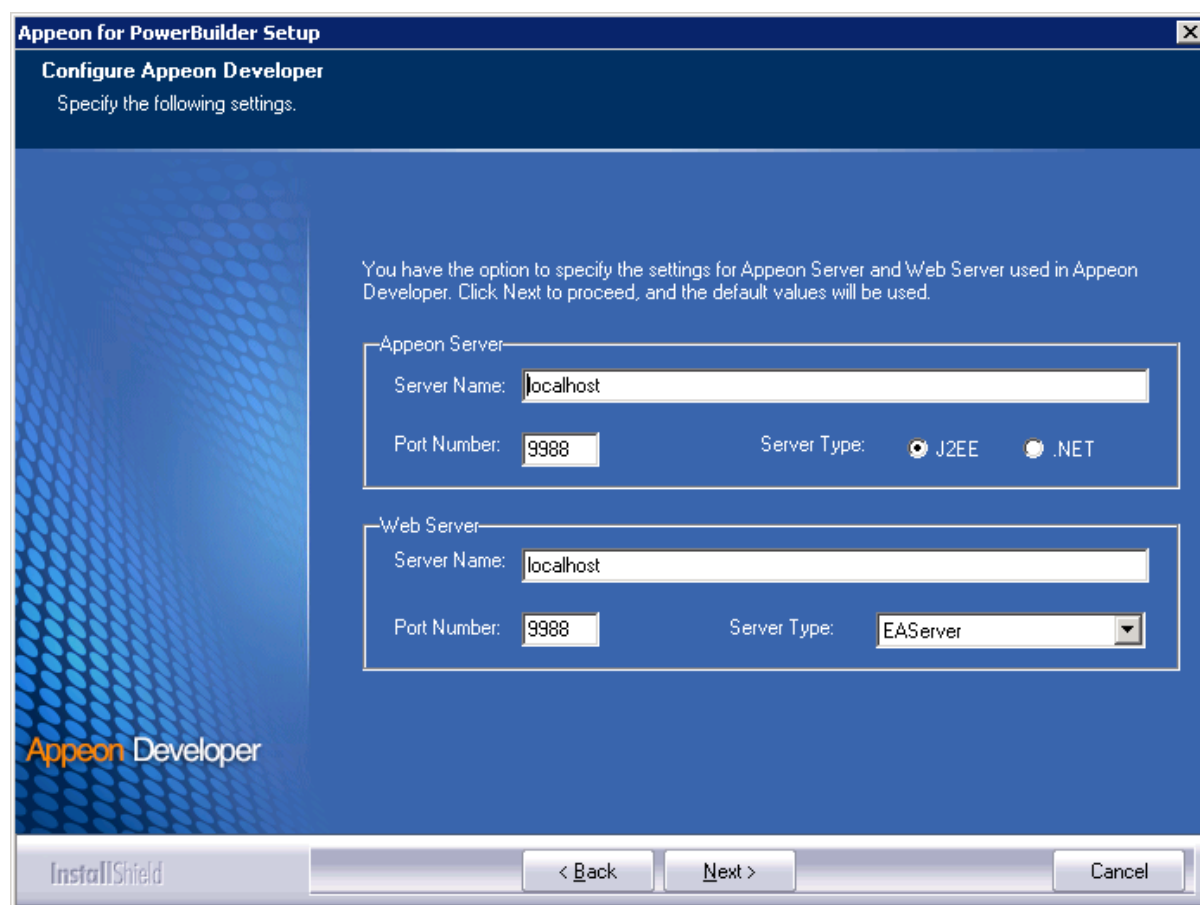 Appeon for PowerBuilder Setup
Configure Appeon Developer
Specify the following settings.
You have the option to specify the settings for Appeon Server and Web Server used in Appeon
Developer. Click Next to proceed, and the default values will be used.
Appeon Server
Server Name: localhost
Port Number: 9988 Server Type: J2EE .NET
Web Server
Server Name: localhost
Port Number: 9988 Server Type: EAServer
Appeon Developer
InstallShield < Back Next > Cancel